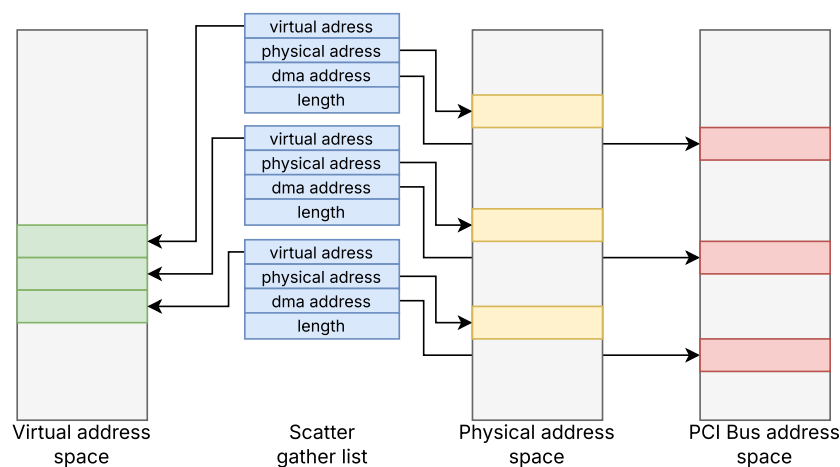 virtual adress
physical adress
dma address
length
virtual adress
physical adress
dma address
length
virtual adress
physical adress
dma address
length
Virtual address
space
Scatter
gather list
Physical address
space
PCI Bus address
space